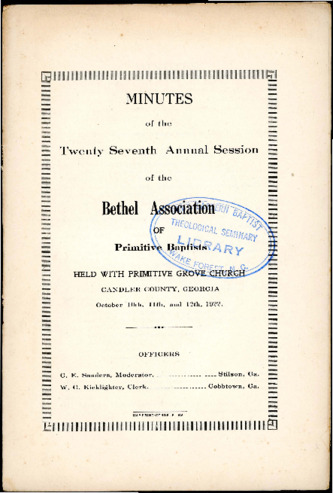 MINUTES
of the
Twenty Seventh Annual Session
of the
Bethel Association
OF
Primitive Baptists
HELD WITH PRIMITIVE GROVE CHURCH
CANDLER COUNTY, GEORGIA
October 10th, 11th, and 12th, 1922.
OFFICERS
C. E. Sanders, Moderator. .................. Stilson, Ga.
W. C. Kicklighter, Clerk. ............ Cobbtown, Ga.
BAPTIST
THEOLOGICAL SEMINARY
LIBRARY
WAKE FOREST, N. C.